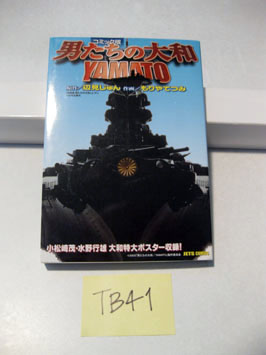 コミック版
男たちの大和
YAMATO
辺見じゅん 作画/もりやてつみ
小松崎茂・水野行雄 大和特大ポスター収録!
JETS COMICS
TB41